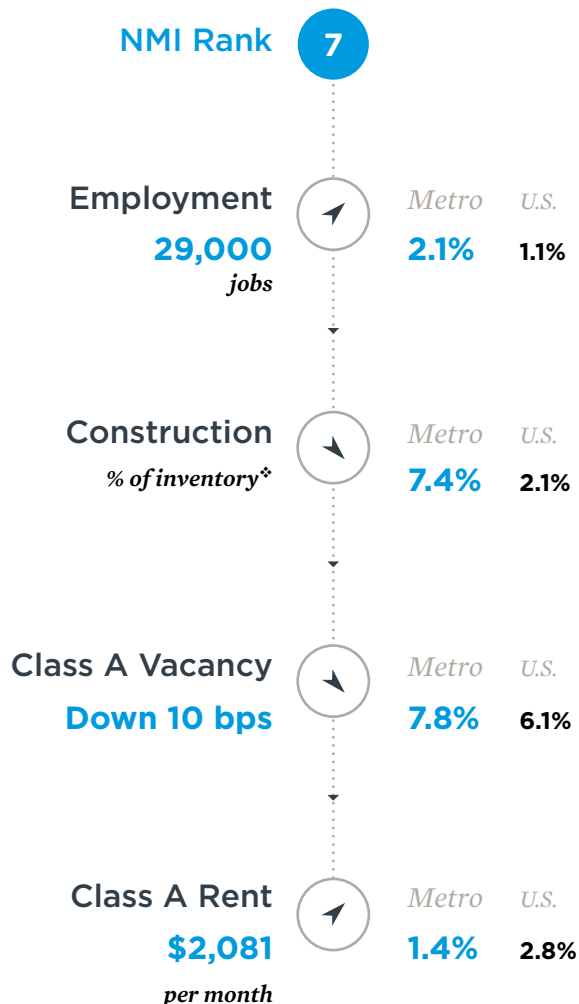 NMI Rank 7
Employment Metro U.S.
29,000 2.1% 1.1%
jobs
Construction Metro U.S.
% of inventory❖ 7.4% 2.1%
Class A Vacancy Metro U.S.
Down 10 bps 7.8% 6.1%
Class A Rent Metro U.S.
$2,081 1.4% 2.8%
per month